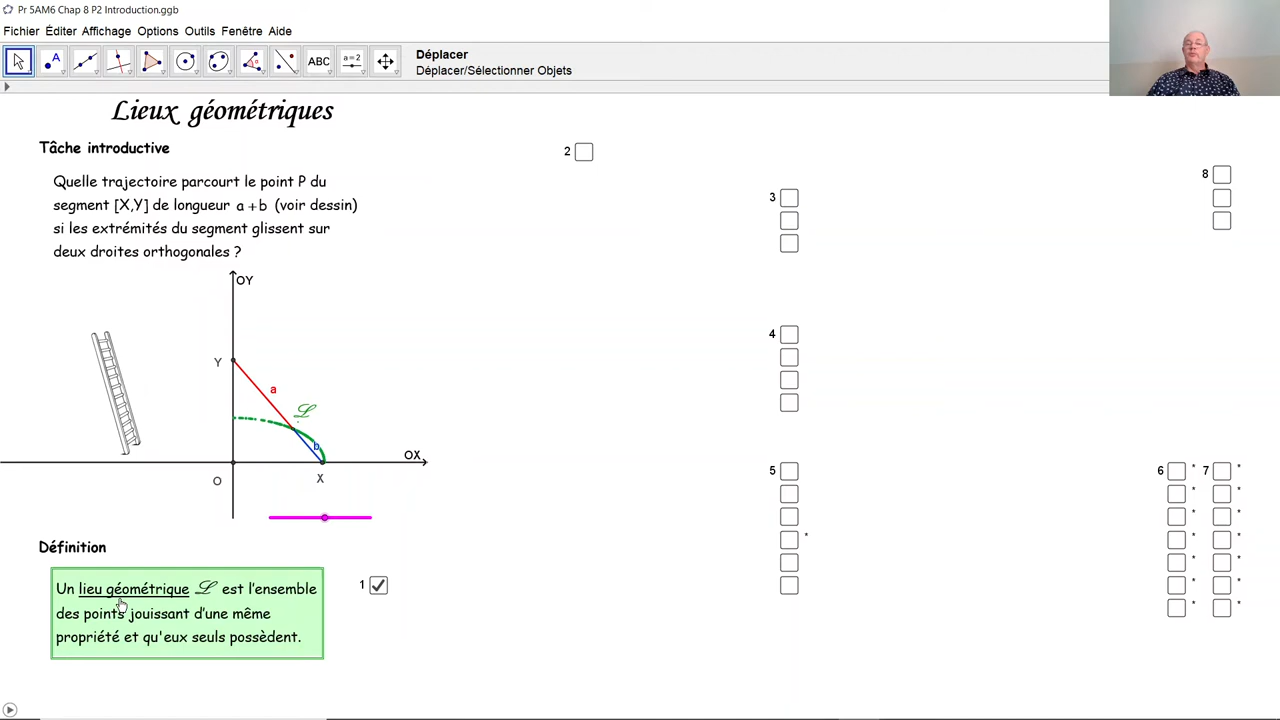 Pr 5AM6 Chap 8 P2 Introduction.ggb
Fichier Éditer Affichage Options Outils Fenêtre Aide
A
ABC
a=2
Déplacer
Déplacer/Sélectionner Objets
Lieux géométriques
Tâche introductive
Quelle trajectoire parcourt le point P du
segment [X,Y] de longueur a+b (voir dessin)
si les extrémités du segment glissent sur
deux droites orthogonales ?
OY
Y
a
ℒ
b
OX
O
X
Définition
Un lieu géométrique ℒ est l'ensemble
des points jouissant d'une même
propriété et qu'eux seuls possèdent.
1
2
3
4
5
*
6 * 7 *
* *
* *
* *
* *
* *
* *
8